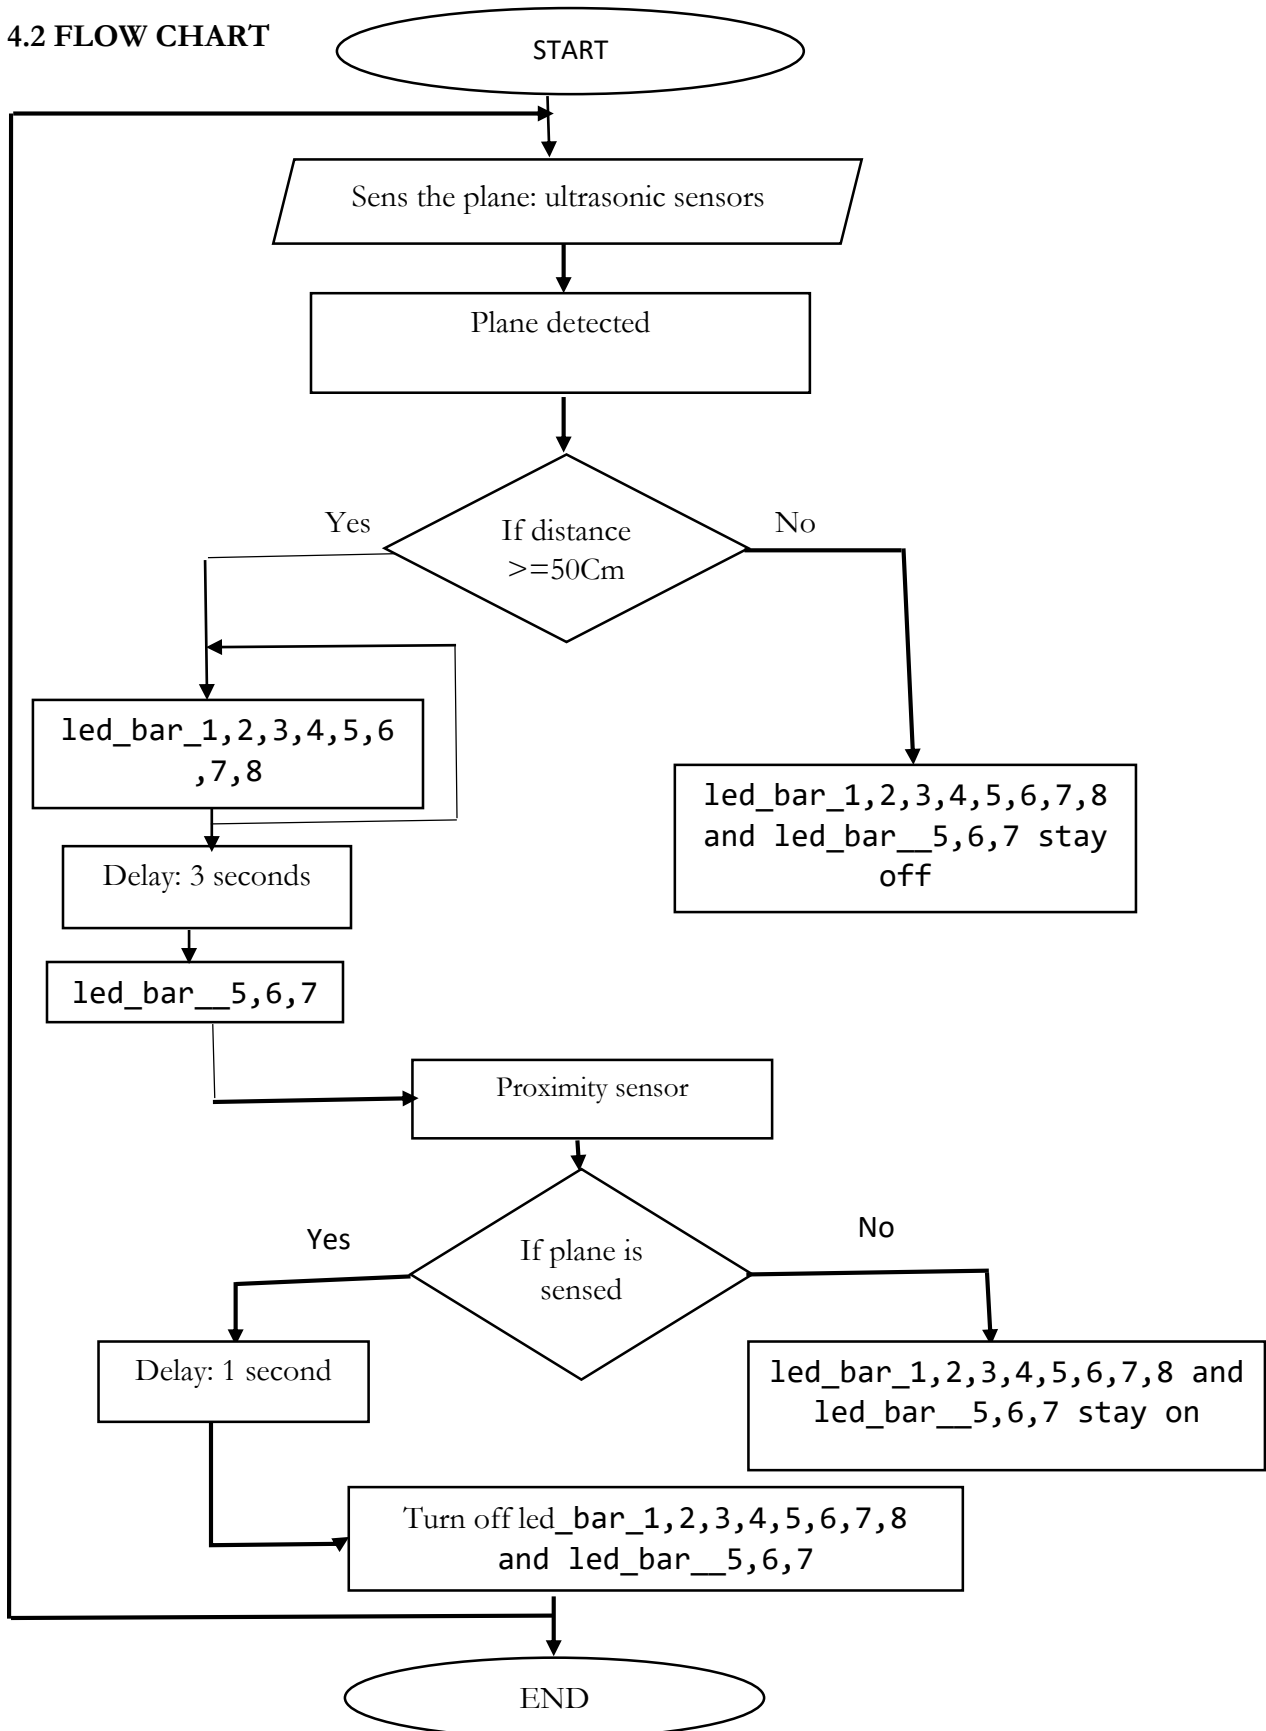 4.2 FLOW CHART
START
Sens the plane: ultrasonic sensors
Plane detected
Yes
If distance
>=50Cm
No
led_bar_1,2,3,4,5,6
,7,8
led_bar_1,2,3,4,5,6,7,8
and led_bar__5,6,7 stay
off
Delay: 3 seconds
led_bar__5,6,7
Proximity sensor
Yes
If plane is
sensed
No
Delay: 1 second
led_bar_1,2,3,4,5,6,7,8 and
led_bar__5,6,7 stay on
Turn off led_bar_1,2,3,4,5,6,7,8
and led_bar__5,6,7
END